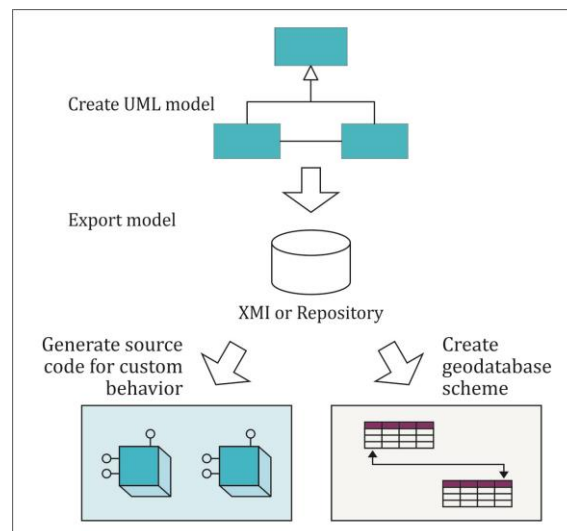 Create UML model
Export model
XMI or Repository
Generate source
code for custom
behavior
Create
geodatabase
scheme